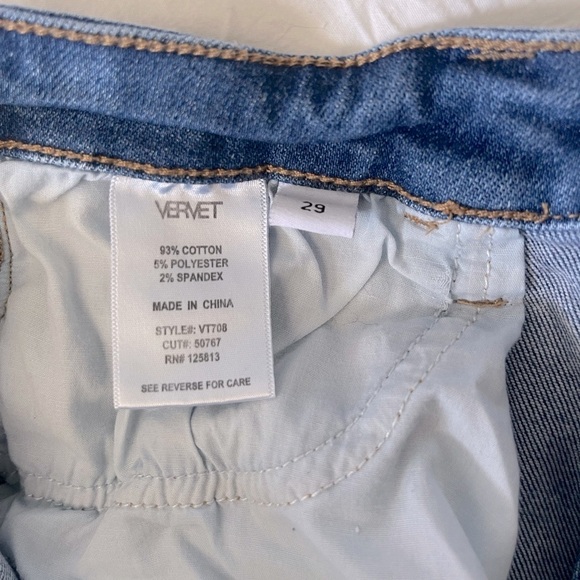 VERVET
29
93% COTTON
5% POLYESTER
2% SPANDEX
MADE IN CHINA
STYLE#: VT708
CUT#: 50767
RN# 125813
SEE REVERSE FOR CARE